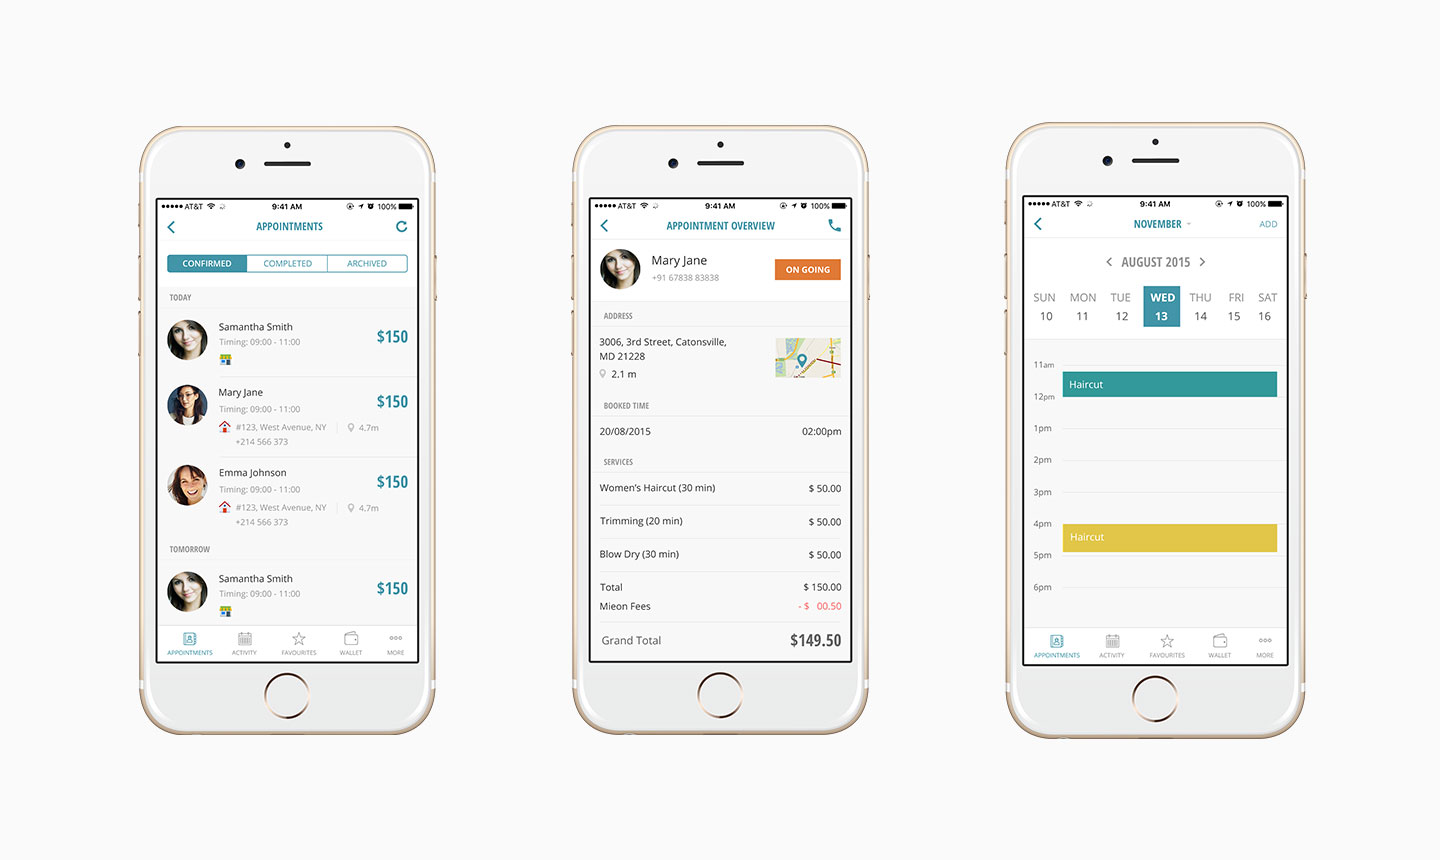 AT&T 9:41 AM 100%
APPOINTMENTS
CONFIRMED COMPLETED ARCHIVED
TODAY
Samantha Smith
Timing: 09:00 - 11:00
$150
Mary Jane
Timing: 09:00 - 11:00
$150
#123, West Avenue, NY 4.7m
+214 566 373
Emma Johnson
Timing: 09:00 - 11:00
$150
#123, West Avenue, NY 4.7m
+214 566 373
TOMORROW
Samantha Smith
Timing: 09:00 - 11:00
$150
APPOINTMENTS ACTIVITY FAVOURITES WALLET MORE
AT&T 9:41 AM 100%
APPOINTMENT OVERVIEW
Mary Jane
+91 67838 83838
ON GOING
ADDRESS
3006, 3rd Street, Catonsville,
MD 21228
2.1 m
BOOKED TIME
20/08/2015 02:00pm
SERVICES
Women's Haircut (30 min) $ 50.00
Trimming (20 min) $ 50.00
Blow Dry (30 min) $ 50.00
Total $ 150.00
Mieon Fees - $ 00.50
Grand Total $149.50
AT&T 9:41 AM 100%
NOVEMBER ADD
AUGUST 2015
SUN MON TUE WED THU FRI SAT
10 11 12 13 14 15 16
11am
Haircut
12pm
1pm
2pm
3pm
4pm
Haircut
5pm
6pm
APPOINTMENTS ACTIVITY FAVOURITES WALLET MORE